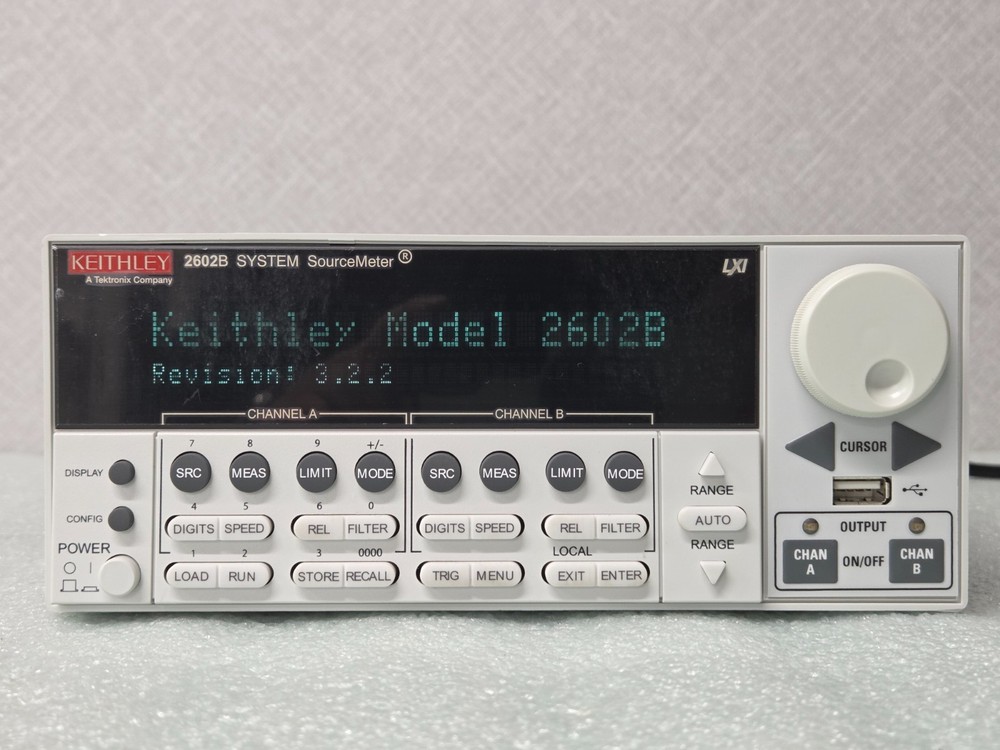 KEITHLEY 2602B SYSTEM SourceMeter®
A Tektronix Company
LXI
Keithley Model 2602B
Revision: 3.2.2
CHANNEL A CHANNEL B
7 8 9 +/-
DISPLAY SRC MEAS LIMIT MODE SRC MEAS LIMIT MODE
CURSOR
RANGE
4 5 6 0
CONFIG DIGITS SPEED REL FILTER DIGITS SPEED REL FILTER AUTO
OUTPUT
RANGE
POWER 1 2 3 0000 LOCAL
LOAD RUN STORE RECALL TRIG MENU EXIT ENTER
CHAN A ON/OFF CHAN B